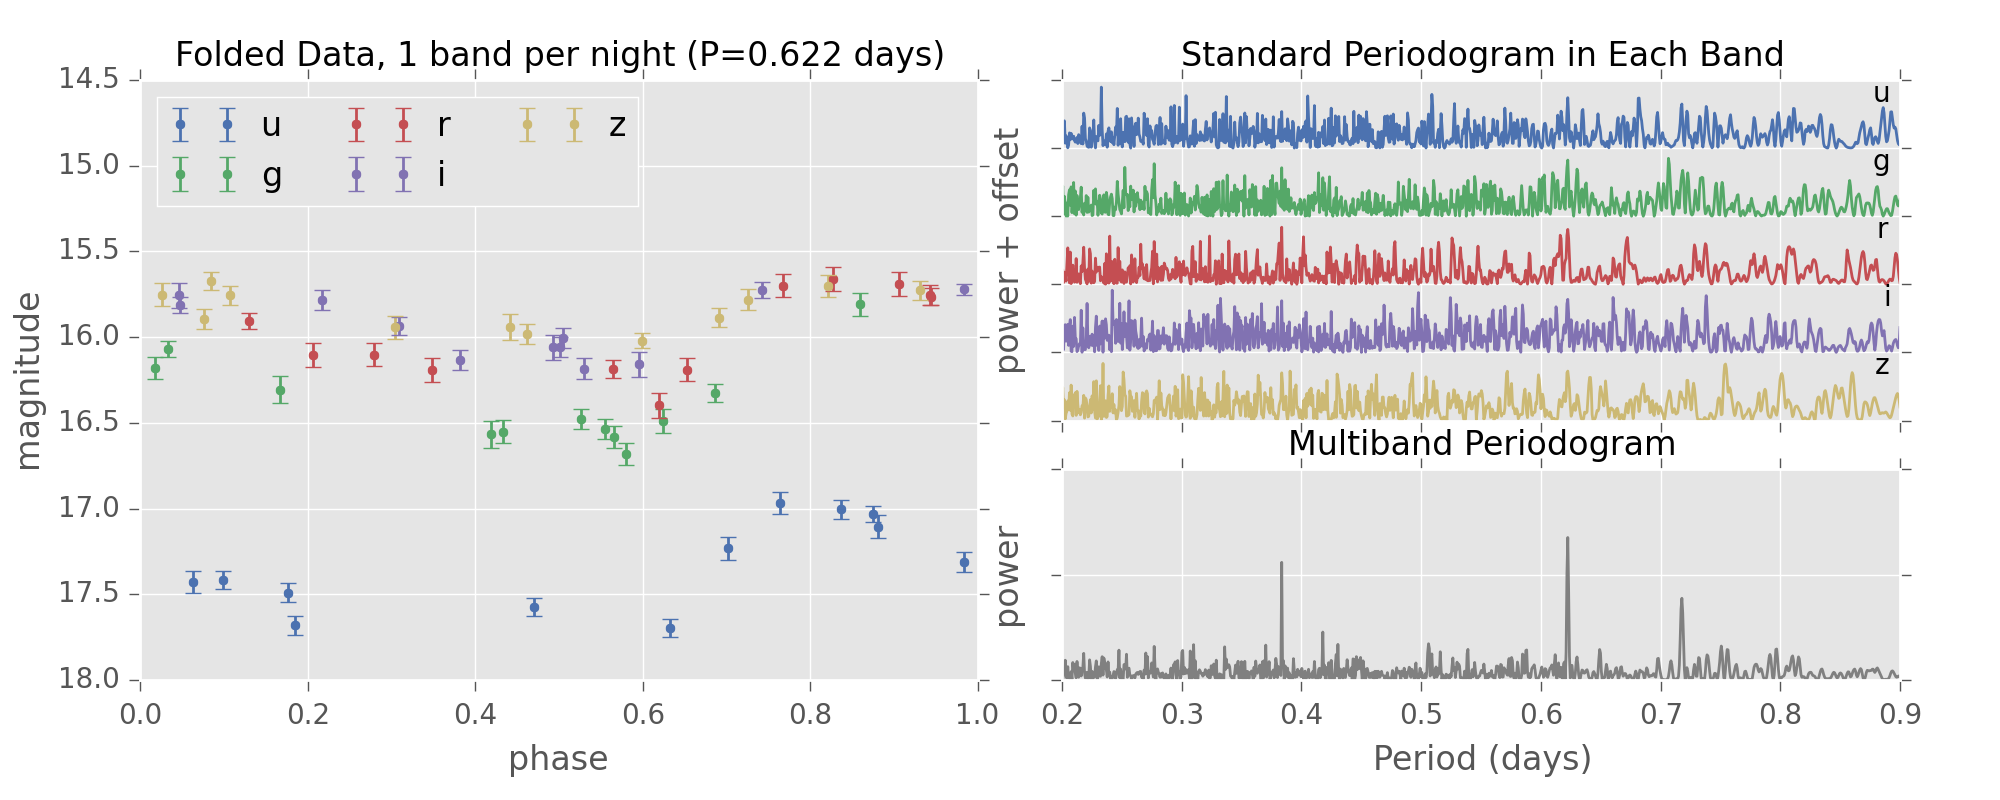 Folded Data, 1 band per night (P=0.622 days)
14.5
15.0
15.5
16.0
16.5
17.0
17.5
18.0
magnitude
u r z
g i
0.0 0.2 0.4 0.6 0.8 1.0
phase
Standard Periodogram in Each Band
power + offset
u
g
r
i
z
Multiband Periodogram
power
0.2 0.3 0.4 0.5 0.6 0.7 0.8 0.9
Period (days)